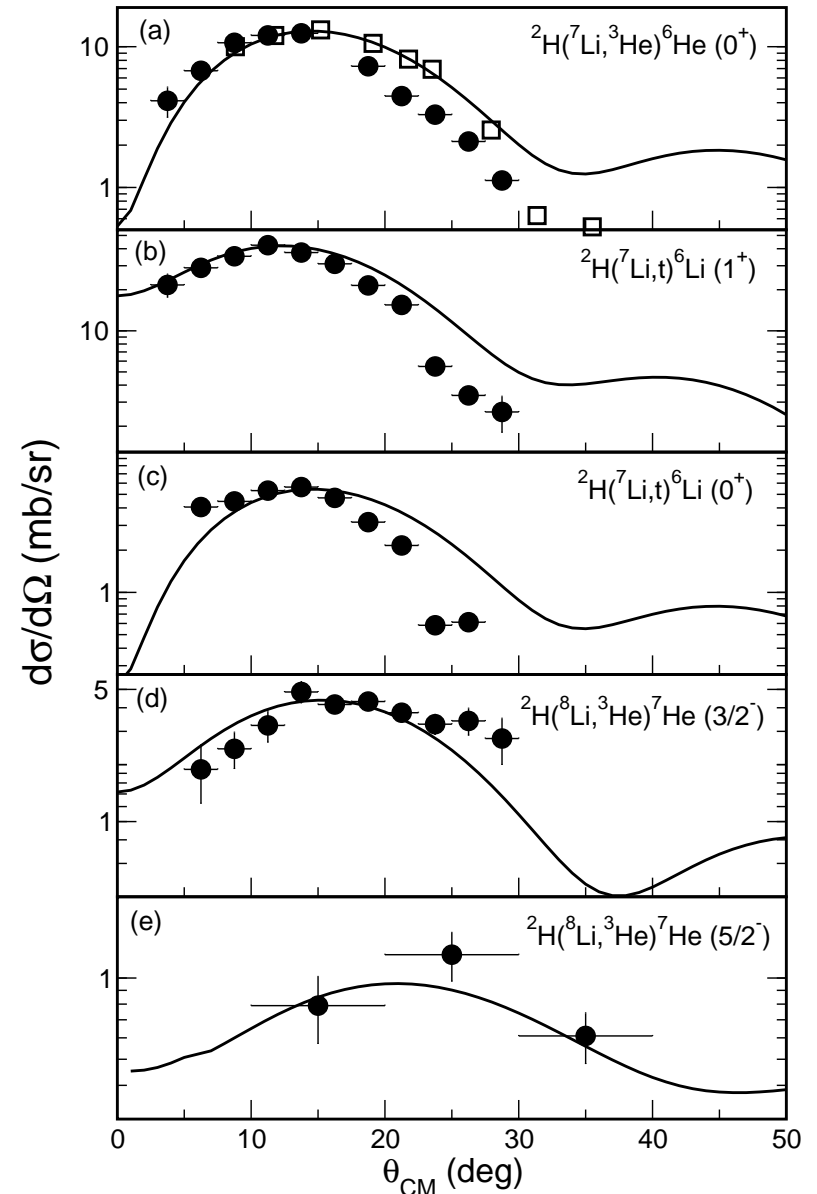 (a)
²H(⁷Li,³He)⁶He (0⁺)
10
1
(b)
²H(⁷Li,t)⁶Li (1⁺)
10
(c)
²H(⁷Li,t)⁶Li (0⁺)
1
dσ/dΩ (mb/sr)
(d)
5
²H(⁸Li,³He)⁷He (3/2⁻)
1
(e)
²H(⁸Li,³He)⁷He (5/2⁻)
1
0 10 20 30 40 50
θCM (deg)